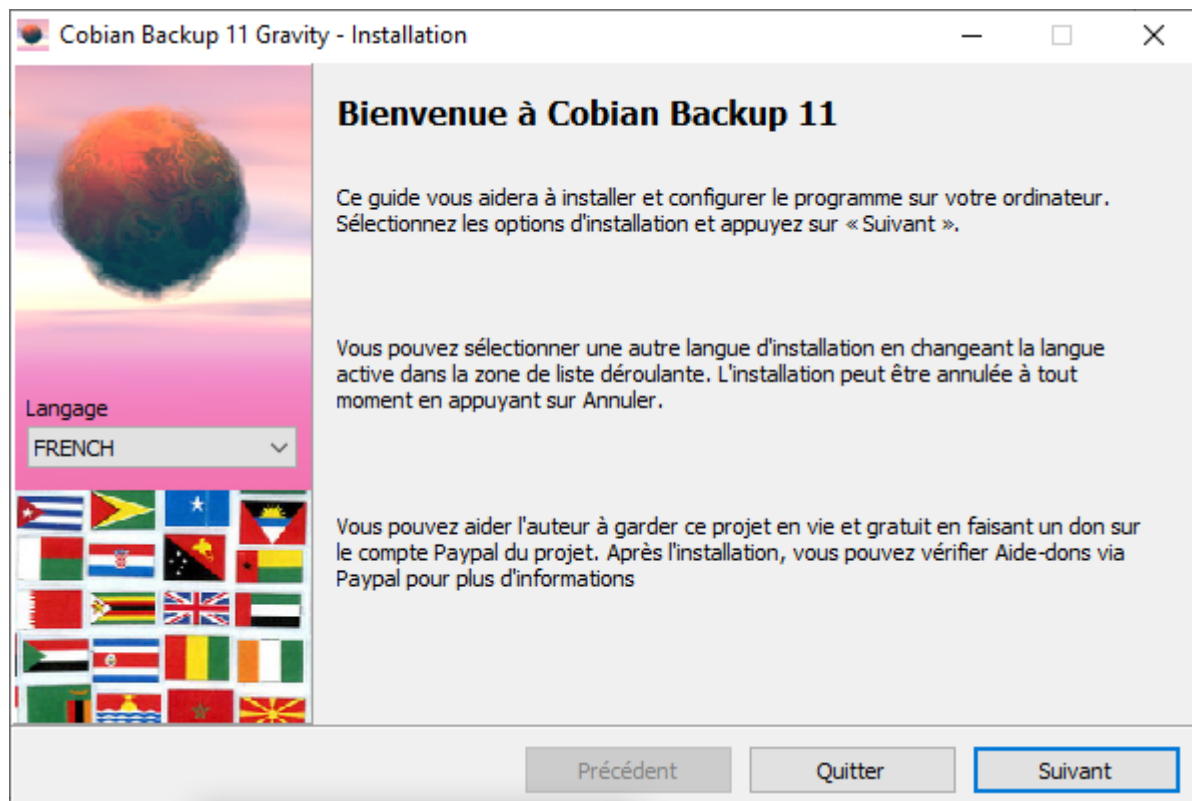 Cobian Backup 11 Gravity - Installation
Bienvenue à Cobian Backup 11
Ce guide vous aidera à installer et configurer le programme sur votre ordinateur.
Sélectionnez les options d'installation et appuyez sur « Suivant ».
Vous pouvez sélectionner une autre langue d'installation en changeant la langue
active dans la zone de liste déroulante. L'installation peut être annulée à tout
moment en appuyant sur Annuler.
Langage
FRENCH
Vous pouvez aider l'auteur à garder ce projet en vie et gratuit en faisant un don sur
le compte Paypal du projet. Après l'installation, vous pouvez vérifier Aide-dons via
Paypal pour plus d'informations
Précédent
Quitter
Suivant